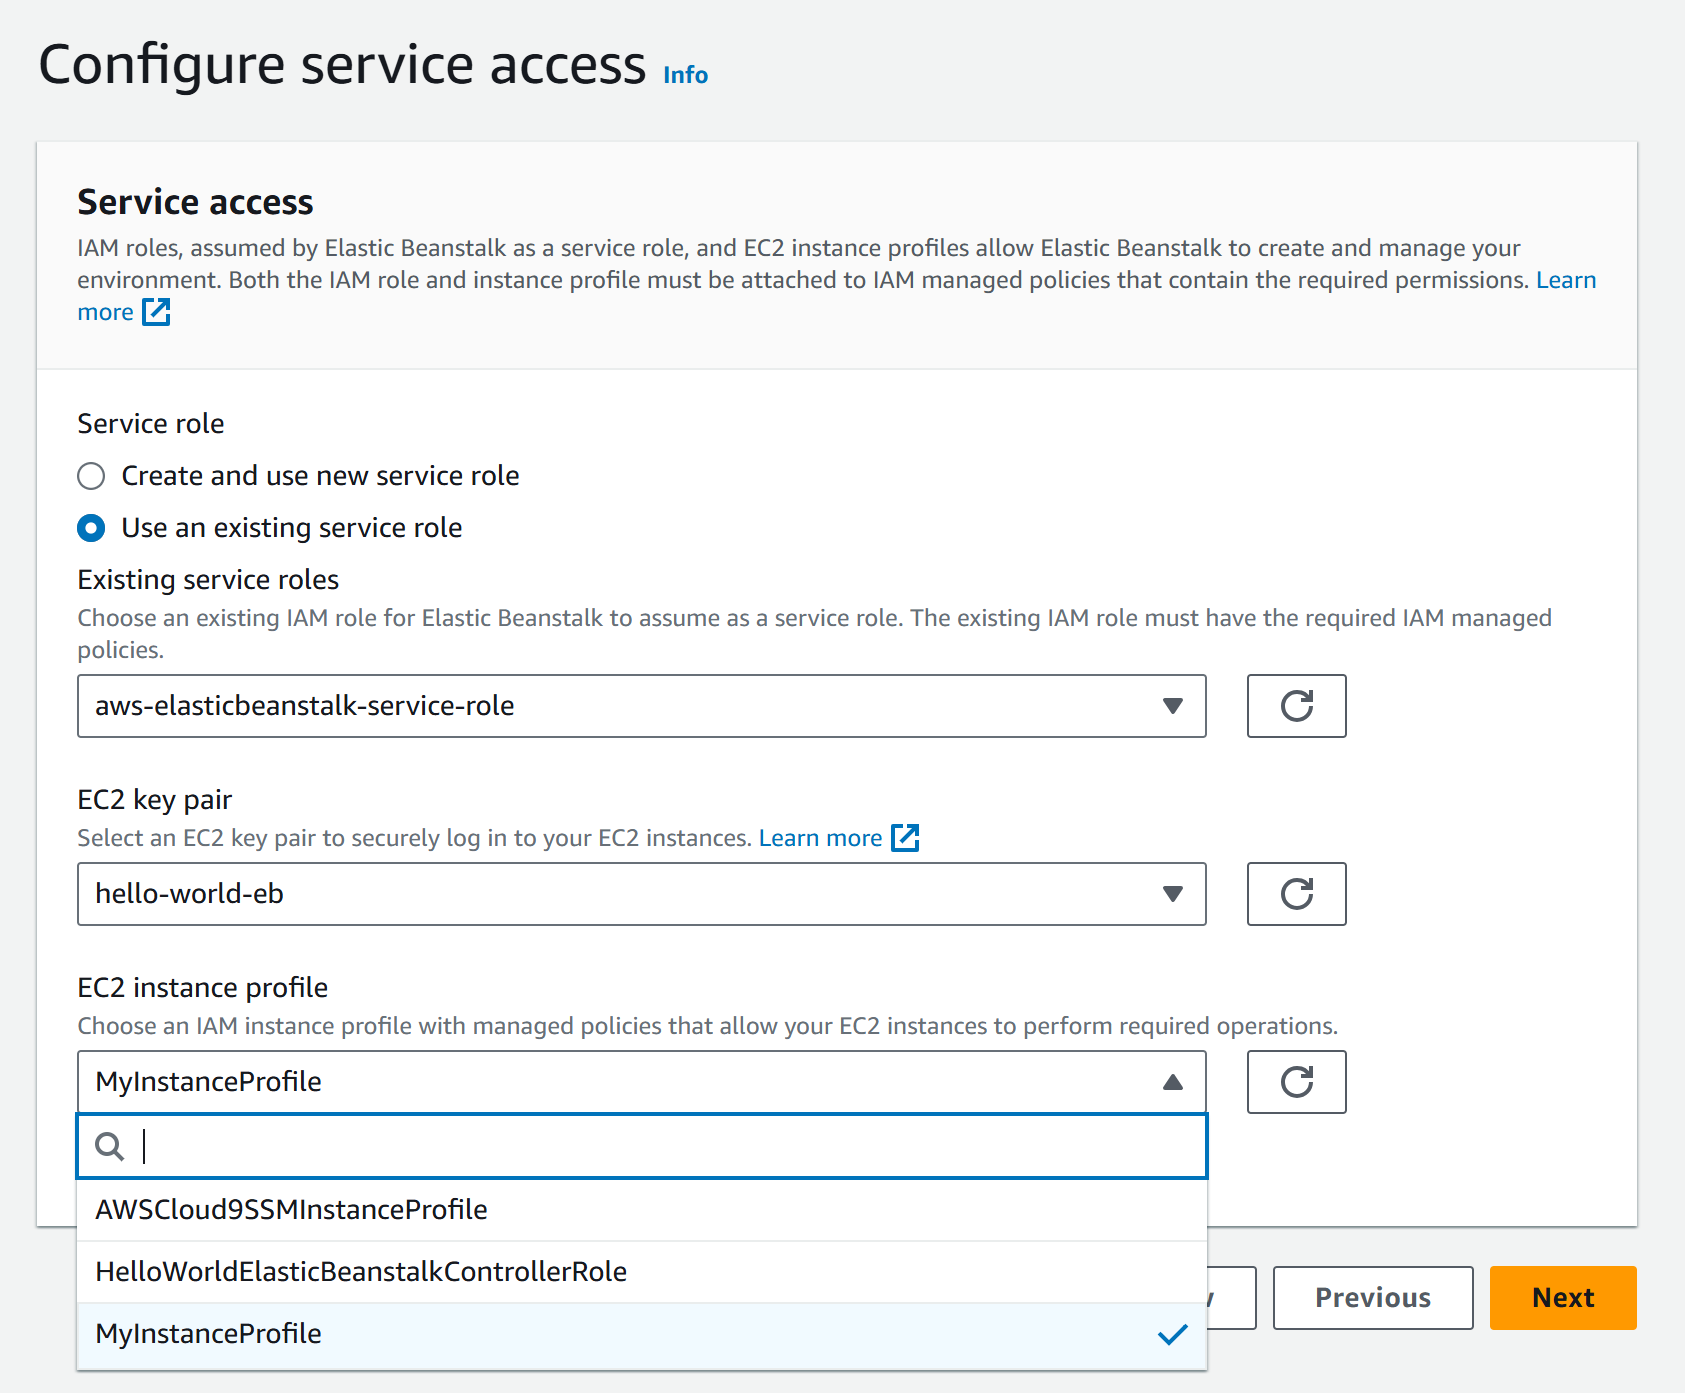 Configure service access Info
Service access
IAM roles, assumed by Elastic Beanstalk as a service role, and EC2 instance profiles allow Elastic Beanstalk to create and manage your
environment. Both the IAM role and instance profile must be attached to IAM managed policies that contain the required permissions. Learn
more
Service role
Create and use new service role
Use an existing service role
Existing service roles
Choose an existing IAM role for Elastic Beanstalk to assume as a service role. The existing IAM role must have the required IAM managed
policies.
aws-elasticbeanstalk-service-role
EC2 key pair
Select an EC2 key pair to securely log in to your EC2 instances. Learn more
hello-world-eb
EC2 instance profile
Choose an IAM instance profile with managed policies that allow your EC2 instances to perform required operations.
MyInstanceProfile
AWSCloud9SSMInstanceProfile
HelloWorldElasticBeanstalkControllerRole
Previous Next
MyInstanceProfile